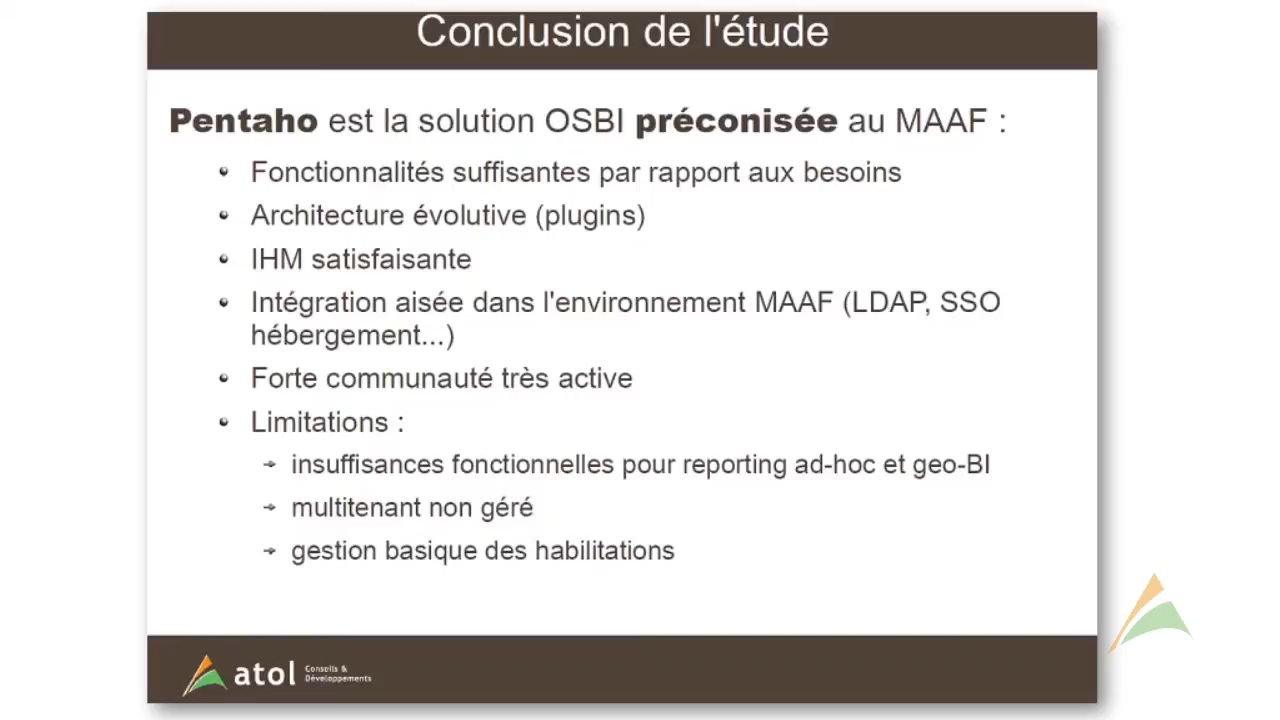 Conclusion de l'étude
Pentaho est la solution OSBI préconisée au MAAF :
Fonctionnalités suffisantes par rapport aux besoins
Architecture évolutive (plugins)
IHM satisfaisante
Intégration aisée dans l'environnement MAAF (LDAP, SSO
hébergement...)
Forte communauté très active
Limitations :
insuffisances fonctionnelles pour reporting ad-hoc et geo-BI
multitenant non géré
gestion basique des habilitations
atol Conseils &
Développements